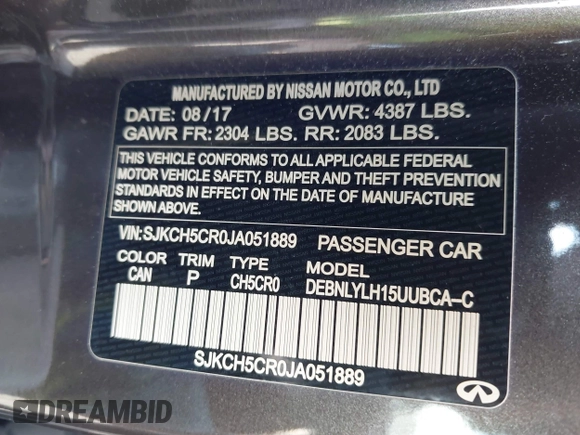 MANUFACTURED BY NISSAN MOTOR CO., LTD
DATE: 08/17 GVWR: 4387 LBS.
GAWR FR: 2304 LBS. RR: 2083 LBS.
THIS VEHICLE CONFORMS TO ALL APPLICABLE FEDERAL
MOTOR VEHICLE SAFETY, BUMPER AND THEFT PREVENTION
STANDARDS IN EFFECT ON THE DATE OF MANUFACTURE
SHOWN ABOVE.
VIN:SJKCH5CR0JA051889 PASSENGER CAR
COLOR TRIM TYPE MODEL
CAN P CH5CR0 DEBNLYLH15UUBCA-C
SJKCH5CR0JA051889
DREAMBID